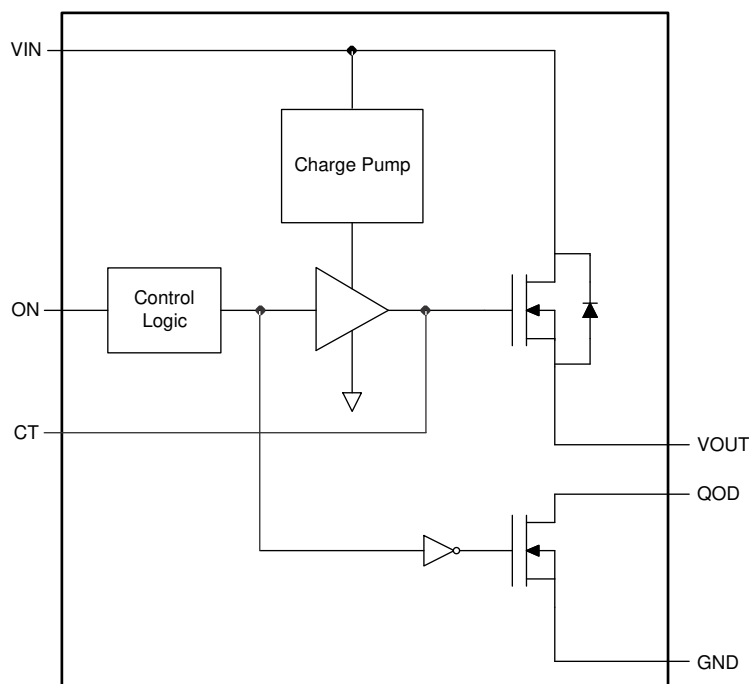 VIN
Charge Pump
ON
Control
Logic
CT
VOUT
QOD
GND